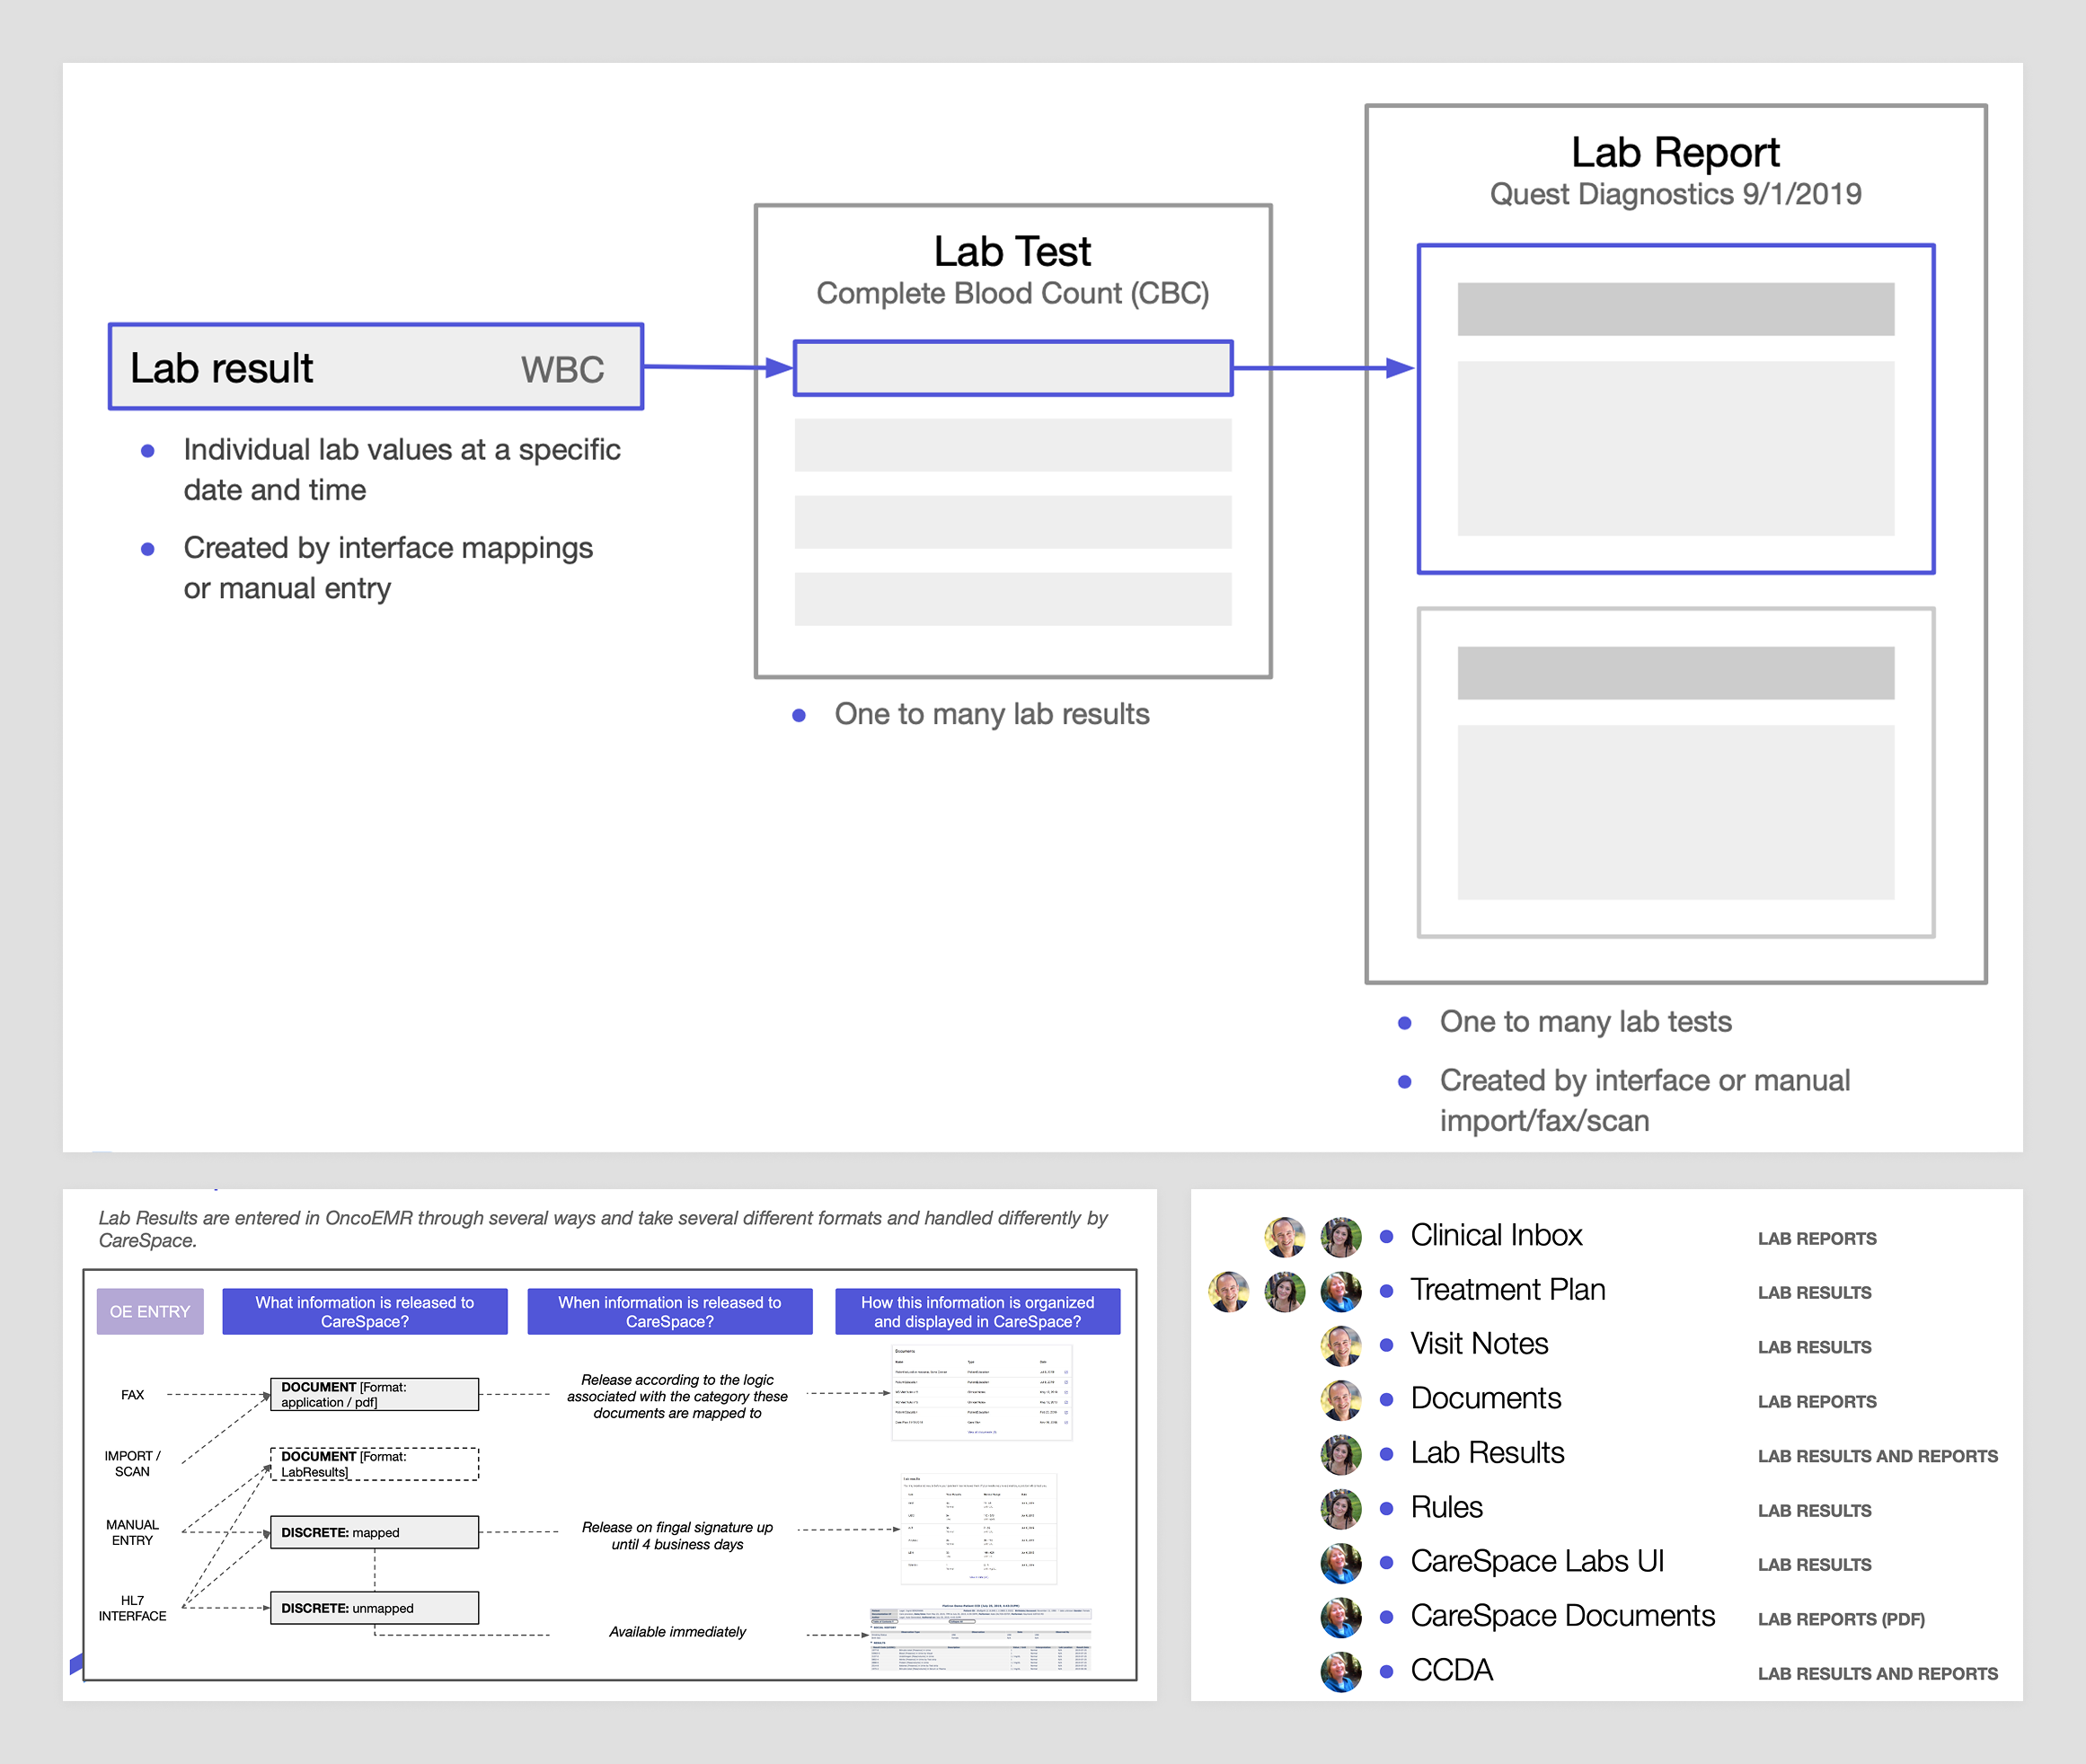 Lab Report
Quest Diagnostics 9/1/2019
Lab Test
Complete Blood Count (CBC)
Lab result WBC
Individual lab values at a specific
date and time
Created by interface mappings
or manual entry
One to many lab results
One to many lab tests
Created by interface or manual
import/fax/scan
Lab Results are entered in OncoEMR through several ways and take several different formats and handled differently by
CareSpace.
OE ENTRY
What information is released to
CareSpace?
When information is released to
CareSpace?
How this information is organized
and displayed in CareSpace?
FAX
DOCUMENT [Format:
application / pdf]
Release according to the logic
associated with the category these
documents are mapped to
Documents
IMPORT /
SCAN
DOCUMENT [Format:
LabResults]
MANUAL
ENTRY
DISCRETE: mapped
Release on fingal signature up
until 4 business days
HL7
INTERFACE
DISCRETE: unmapped
Available immediately
Clinical Inbox LAB REPORTS
Treatment Plan LAB RESULTS
Visit Notes LAB RESULTS
Documents LAB REPORTS
Lab Results LAB RESULTS AND REPORTS
Rules LAB RESULTS
CareSpace Labs UI LAB RESULTS
CareSpace Documents LAB REPORTS (PDF)
CCDA LAB RESULTS AND REPORTS